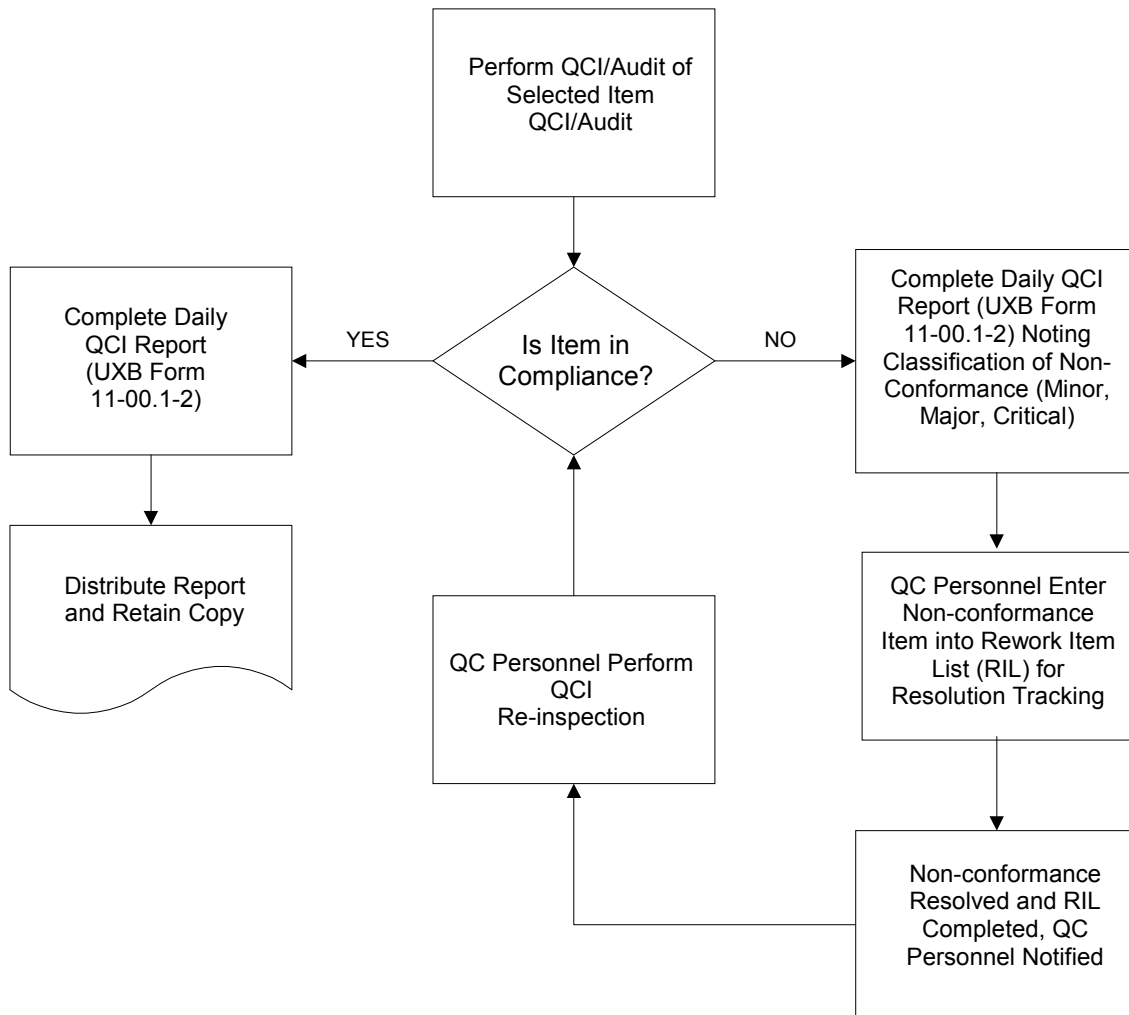 Perform QCI/Audit of
Selected Item
QCI/Audit
Complete Daily
QCI Report
(UXB Form
11-00.1-2)
YES
Is Item in
Compliance?
NO
Complete Daily QCI
Report (UXB Form
11-00.1-2) Noting
Classification of Non-
Conformance (Minor,
Major, Critical)
Distribute Report
and Retain Copy
QC Personnel Enter
Non-conformance
Item into Rework Item
List (RIL) for
Resolution Tracking
QC Personnel Perform
QCI
Re-inspection
Non-conformance
Resolved and RIL
Completed, QC
Personnel Notified